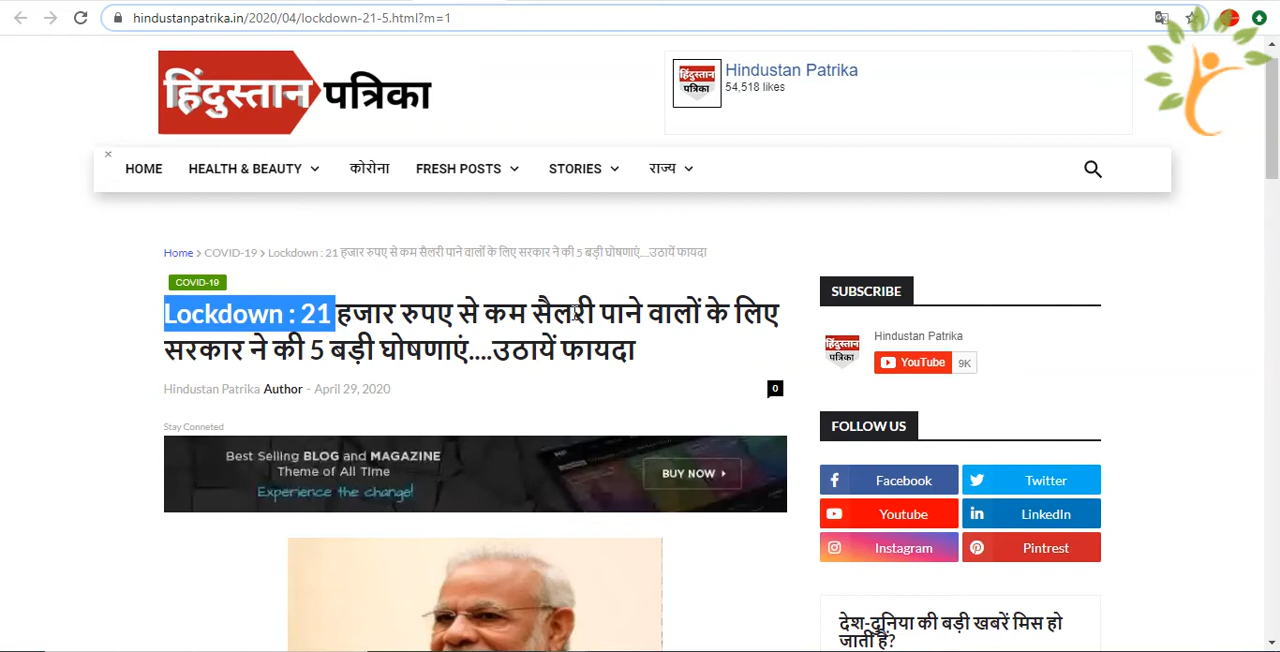 hindustanpatrika.in/2020/04/lockdown-21-5.html?m=1
हिंदुस्तान पत्रिका
हिंदुस्तान
पत्रिका
Hindustan Patrika
54,518 likes
×
HOME HEALTH & BEAUTY कोरोना FRESH POSTS STORIES राज्य
Home > COVID-19 > Lockdown : 21 हजार रुपए से कम सैलरी पाने वालों के लिए सरकार ने की 5 बड़ी घोषणाएं....उठायें फायदा
COVID-19
Lockdown : 21 हजार रुपए से कम सैलरी पाने वालों के लिए
सरकार ने की 5 बड़ी घोषणाएं....उठायें फायदा
Hindustan Patrika Author - April 29, 2020
0
Stay Conneted
Best Selling BLOG and MAGAZINE
Theme of All Time
Experience the change!
BUY NOW
SUBSCRIBE
हिंदुस्तान
पत्रिका
Hindustan Patrika
YouTube 9K
FOLLOW US
Facebook Twitter
Youtube LinkedIn
Instagram Pintrest
देश-दुनिया की बड़ी खबरें मिस हो
जाती हैं?